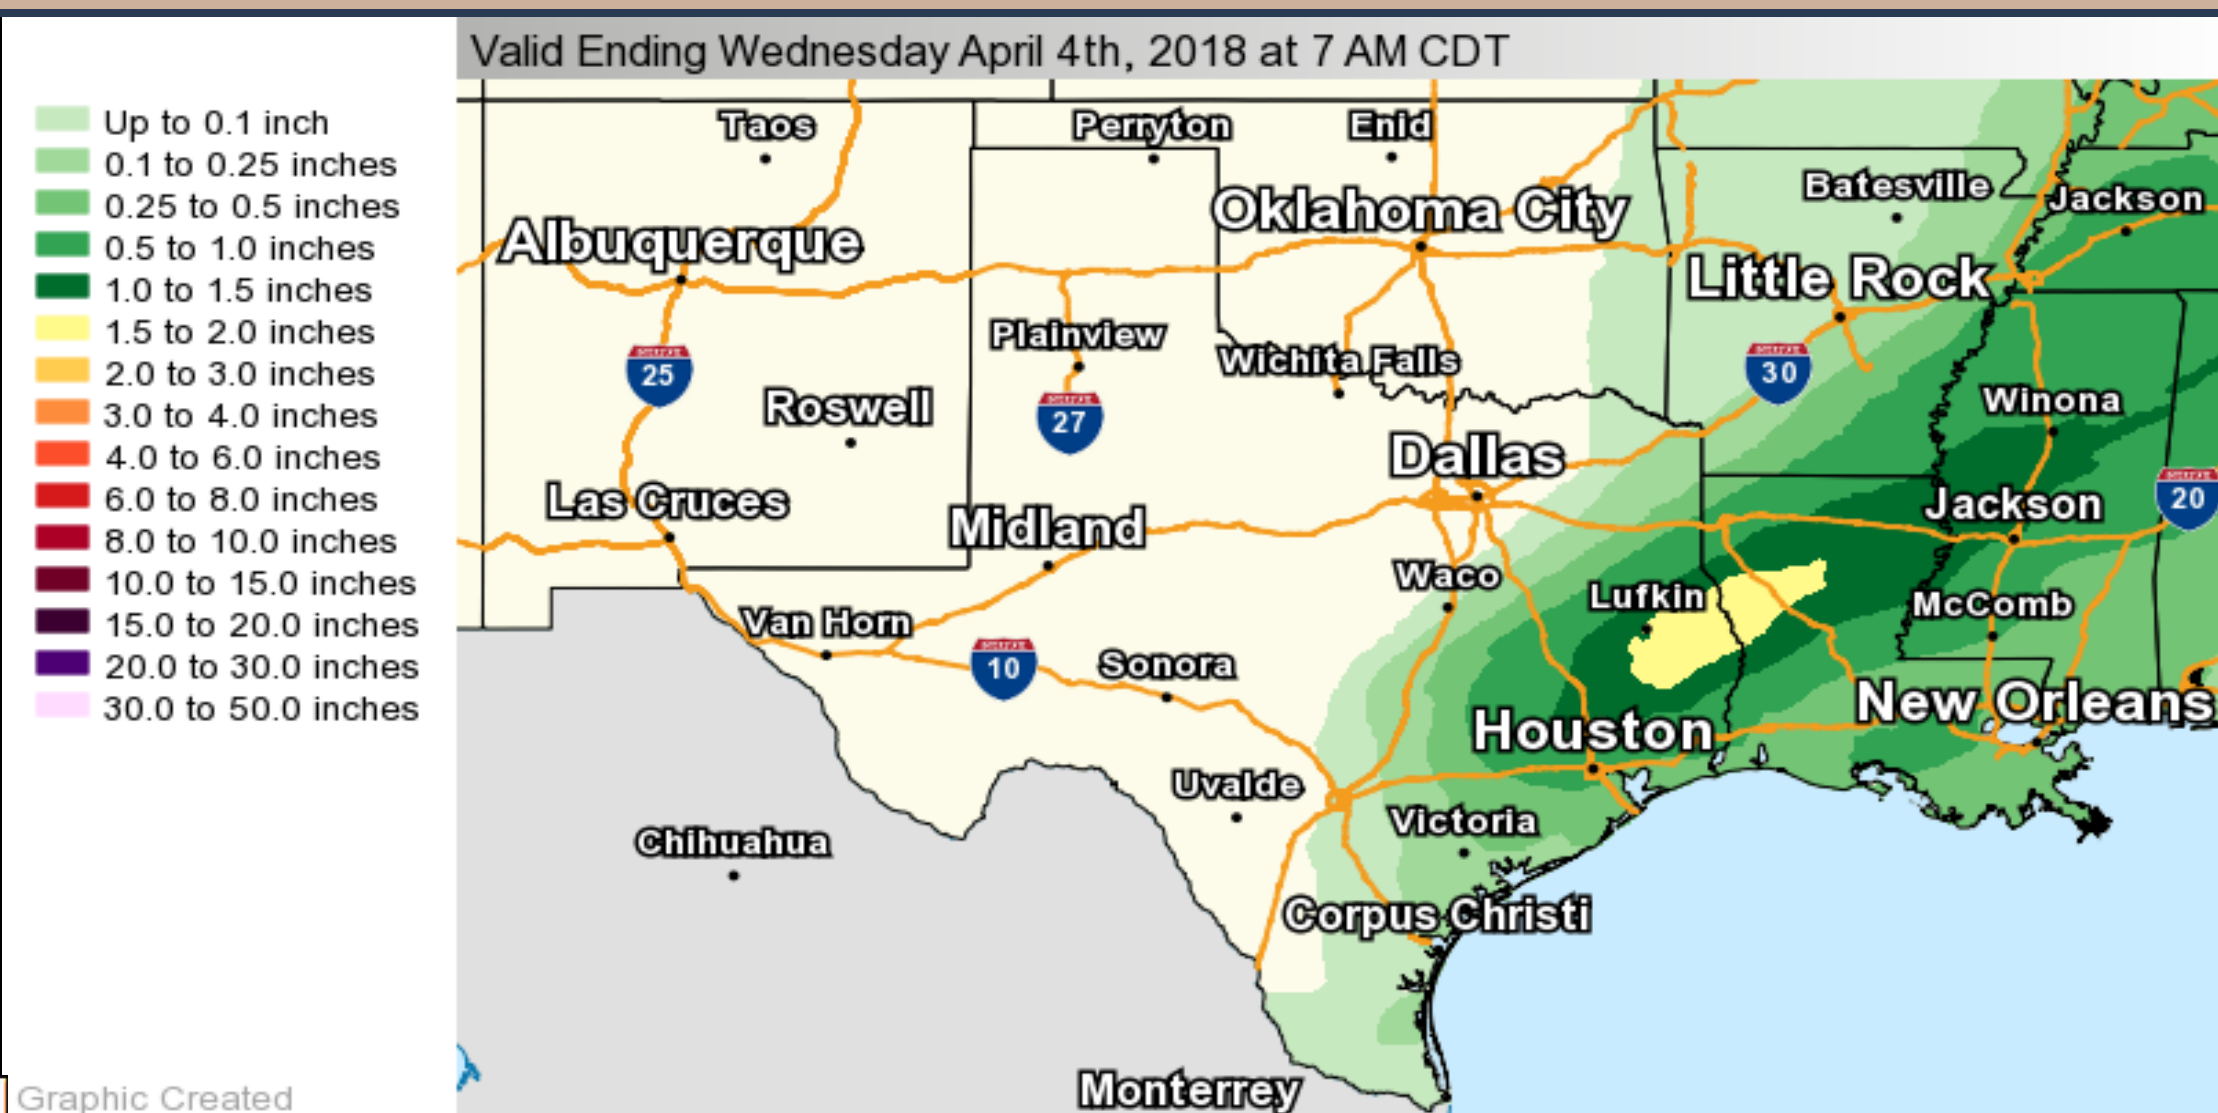 Valid Ending Wednesday April 4th, 2018 at 7 AM CDT
Up to 0.1 inch
0.1 to 0.25 inches
0.25 to 0.5 inches
0.5 to 1.0 inches
1.0 to 1.5 inches
1.5 to 2.0 inches
2.0 to 3.0 inches
3.0 to 4.0 inches
4.0 to 6.0 inches
6.0 to 8.0 inches
8.0 to 10.0 inches
10.0 to 15.0 inches
15.0 to 20.0 inches
20.0 to 30.0 inches
30.0 to 50.0 inches
Graphic Created
Taos
Perryton
Enid
Batesville
Jackson
Oklahoma City
Albuquerque
Little Rock
Plainview
Wichita Falls
25
30
Winona
Roswell
27
Dallas
Las Cruces
20
Jackson
Midland
Waco
Lufkin
McComb
Van Horn
10
Sonora
New Orleans
Houston
Uvalde
Victoria
Chihuahua
Corpus Christi
Monterrey